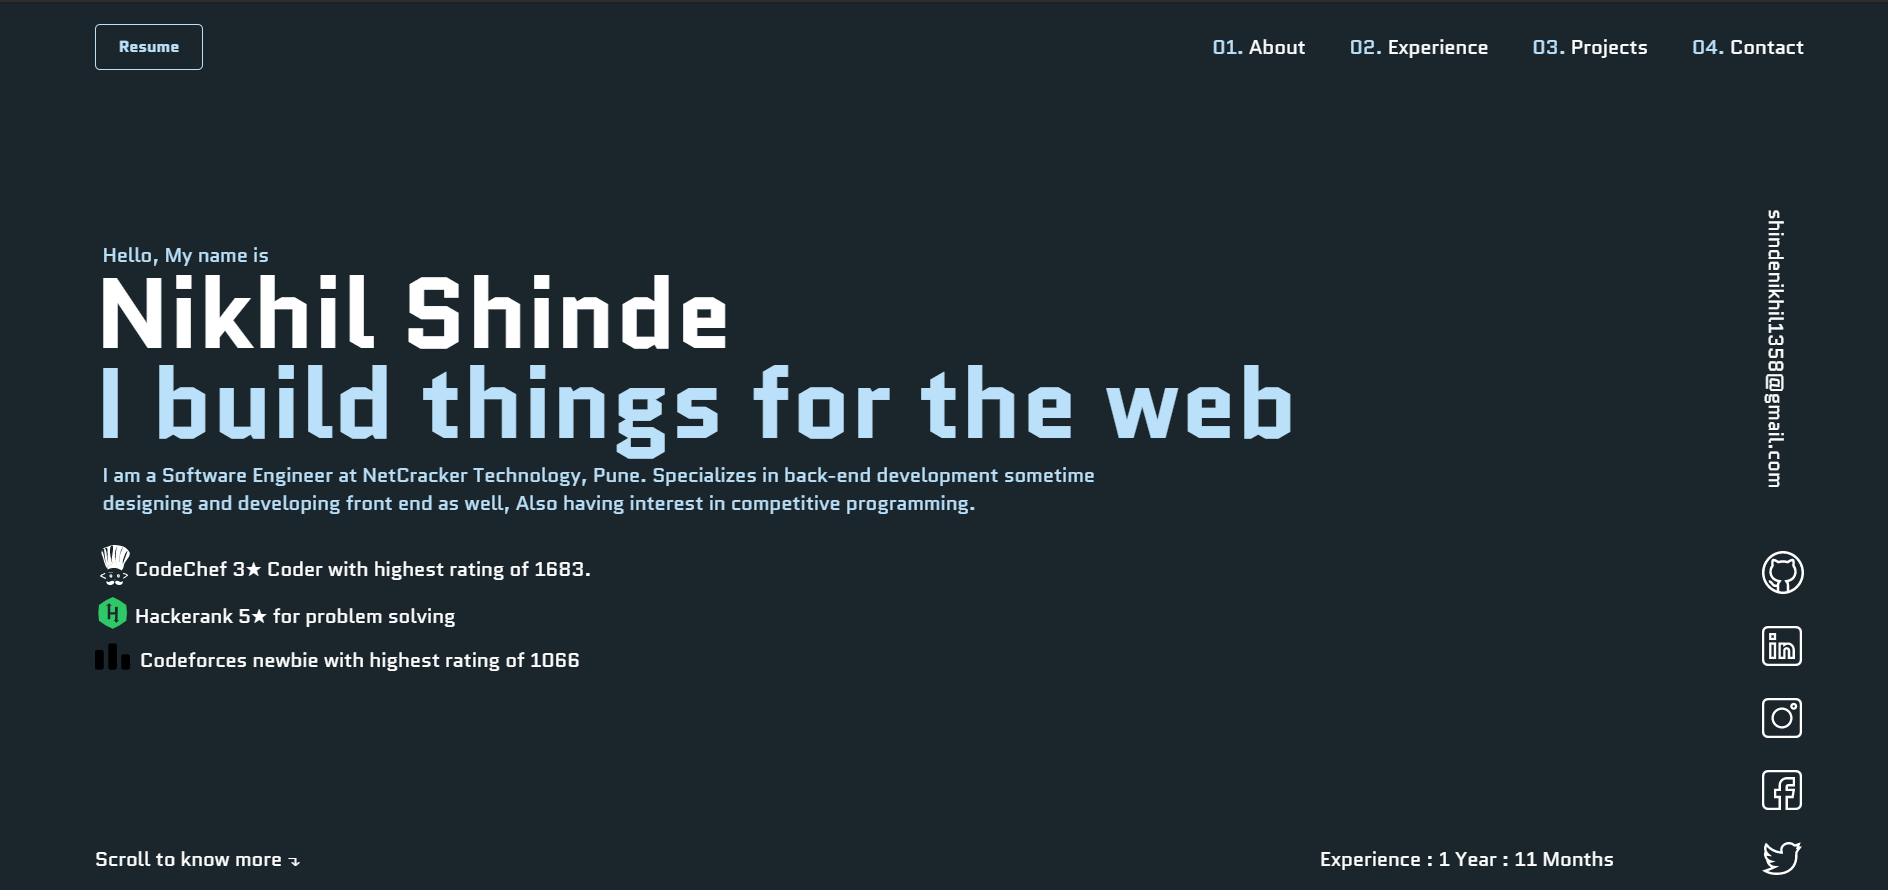 Resume
01. About
02. Experience
03. Projects
04. Contact
Hello, My name is
Nikhil Shinde
I build things for the web
I am a Software Engineer at NetCracker Technology, Pune. Specializes in back-end development sometime
designing and developing front end as well, Also having interest in competitive programming.
CodeChef 3★ Coder with highest rating of 1683.
H Hackerank 5★ for problem solving
Codeforces newbie with highest rating of 1066
shindenikhil1358@gmail.com
in
Scroll to know more ⤵
Experience : 1 Year : 11 Months